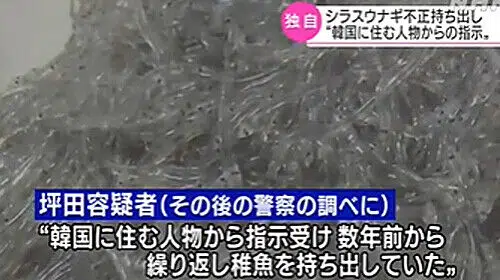 独自
シラスウナギ不正持ち出し
“韓国に住む人物からの指示„
坪田容疑者(その後の警察の調べに)
“韓国に住む人物から指示受け 数年前から
繰り返し稚魚を持ち出していた„